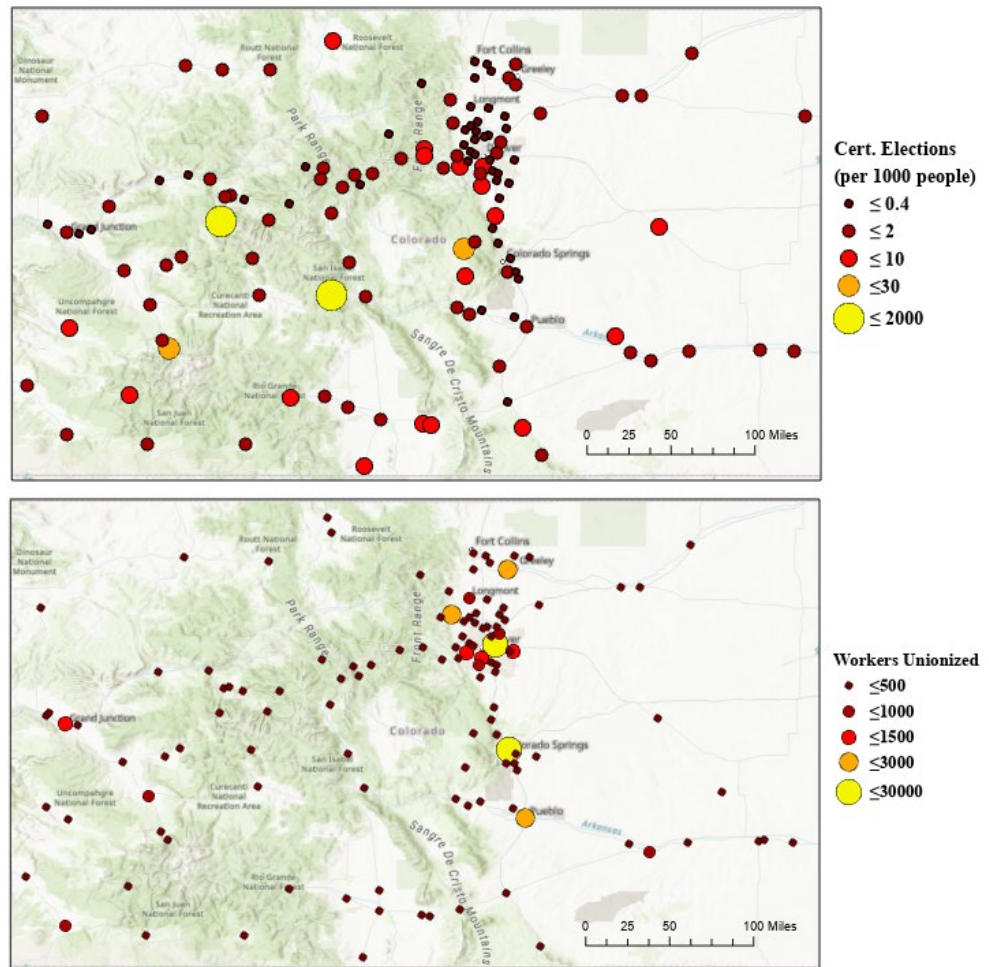 Roosevelt
National Forest
Routt National
Forest
Dinosaur
National
Monument
Fort Collins
Greeley
Longmont
Park Range
Grand Junction
Colorado
Colorado Springs
San Isabel
National Forest
Uncompahgre
National Forest
Curecanti
National
Recreation Area
Pueblo
Sangre De Cristo Mountains
Rio Grande
National Forest
San Juan
National Forest
0 25 50 100 Miles
Cert. Elections
(per 1000 people)
≤ 0.4
≤ 2
≤ 10
≤30
≤ 2000
Roosevelt
National Forest
Routt National
Forest
Dinosaur
National
Monument
Fort Collins
Greeley
Longmont
Park Range
Front Range
Grand Junction
Colorado
orado Springs
San Isabel
National Forest
Uncompahgre
National Forest
Curecanti
National
Recreation Area
Pueblo
Arkansas
Sangre De Cristo Mountains
Rio Grande
National Forest
San Juan
National Forest
0 25 50 100 Miles
Workers Unionized
≤500
≤1000
≤1500
≤3000
≤30000